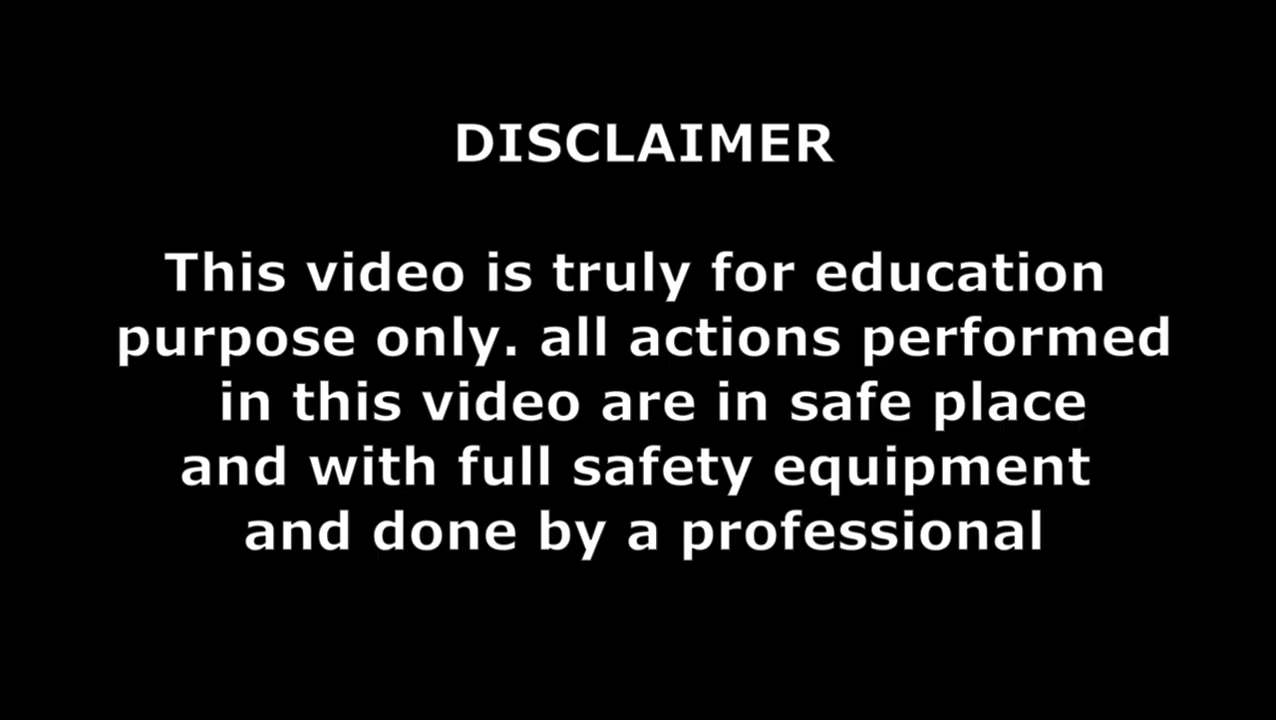 DISCLAIMER
This video is truly for education
purpose only. all actions performed
in this video are in safe place
and with full safety equipment
and done by a professional